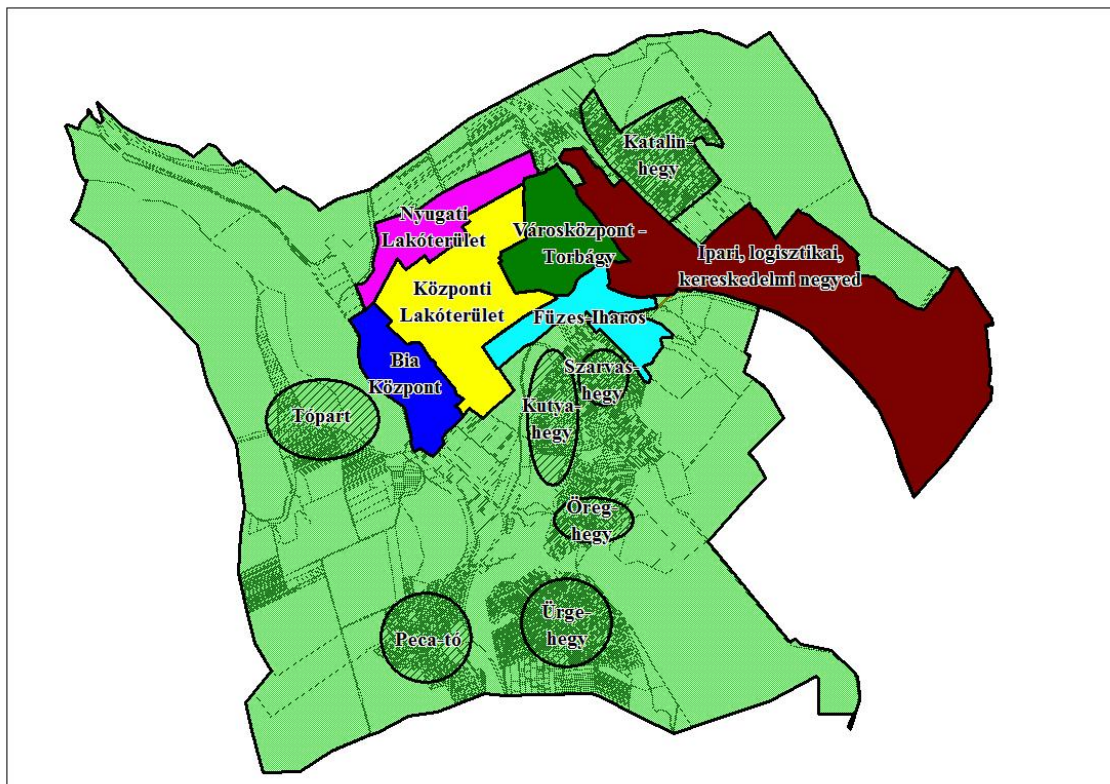 Katalin-
hegy
Nyugati
Lakóterület
Városközpont -
Torbágy
Ipari, logisztikai,
kereskedelmi negyed
Központi
Lakóterület
Füzes-Iharos
Bia
Központ
Szarvas-
hegy
Kutya-
hegy
Tópart
Öreg-
hegy
Ürge-
hegy
Peca-tó